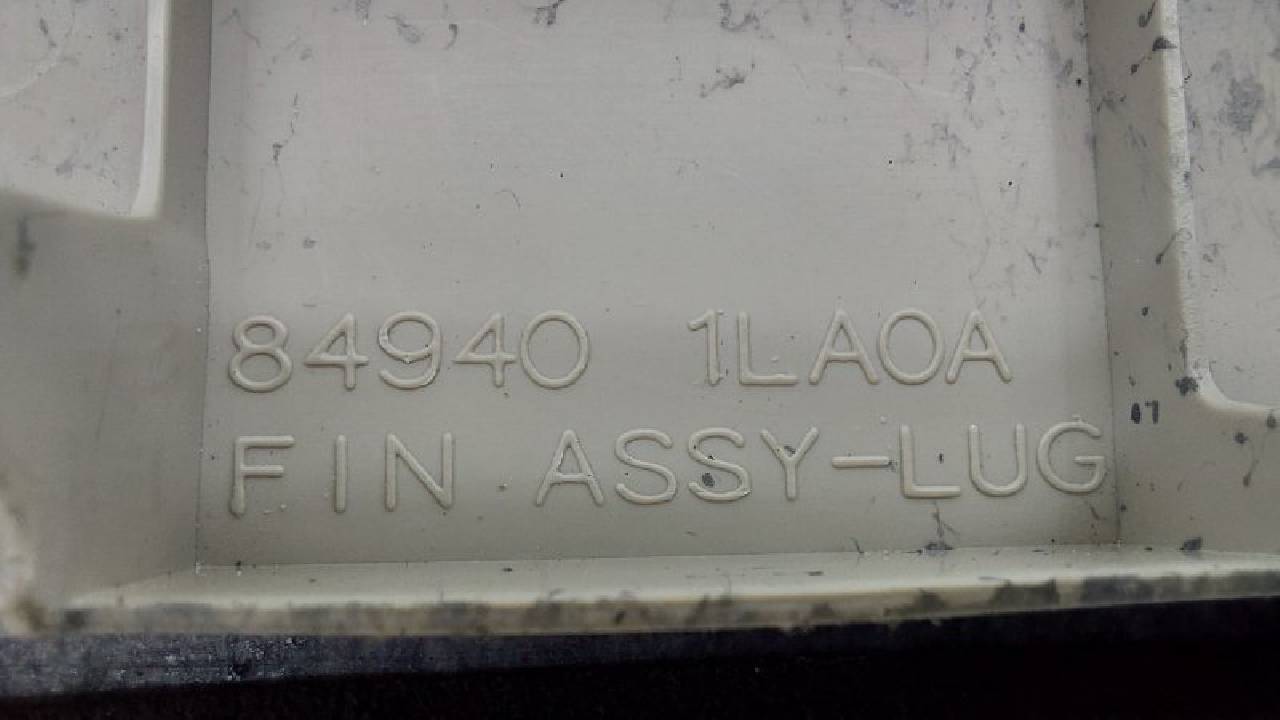 84940 1LA0A
FIN ASSY-LUG